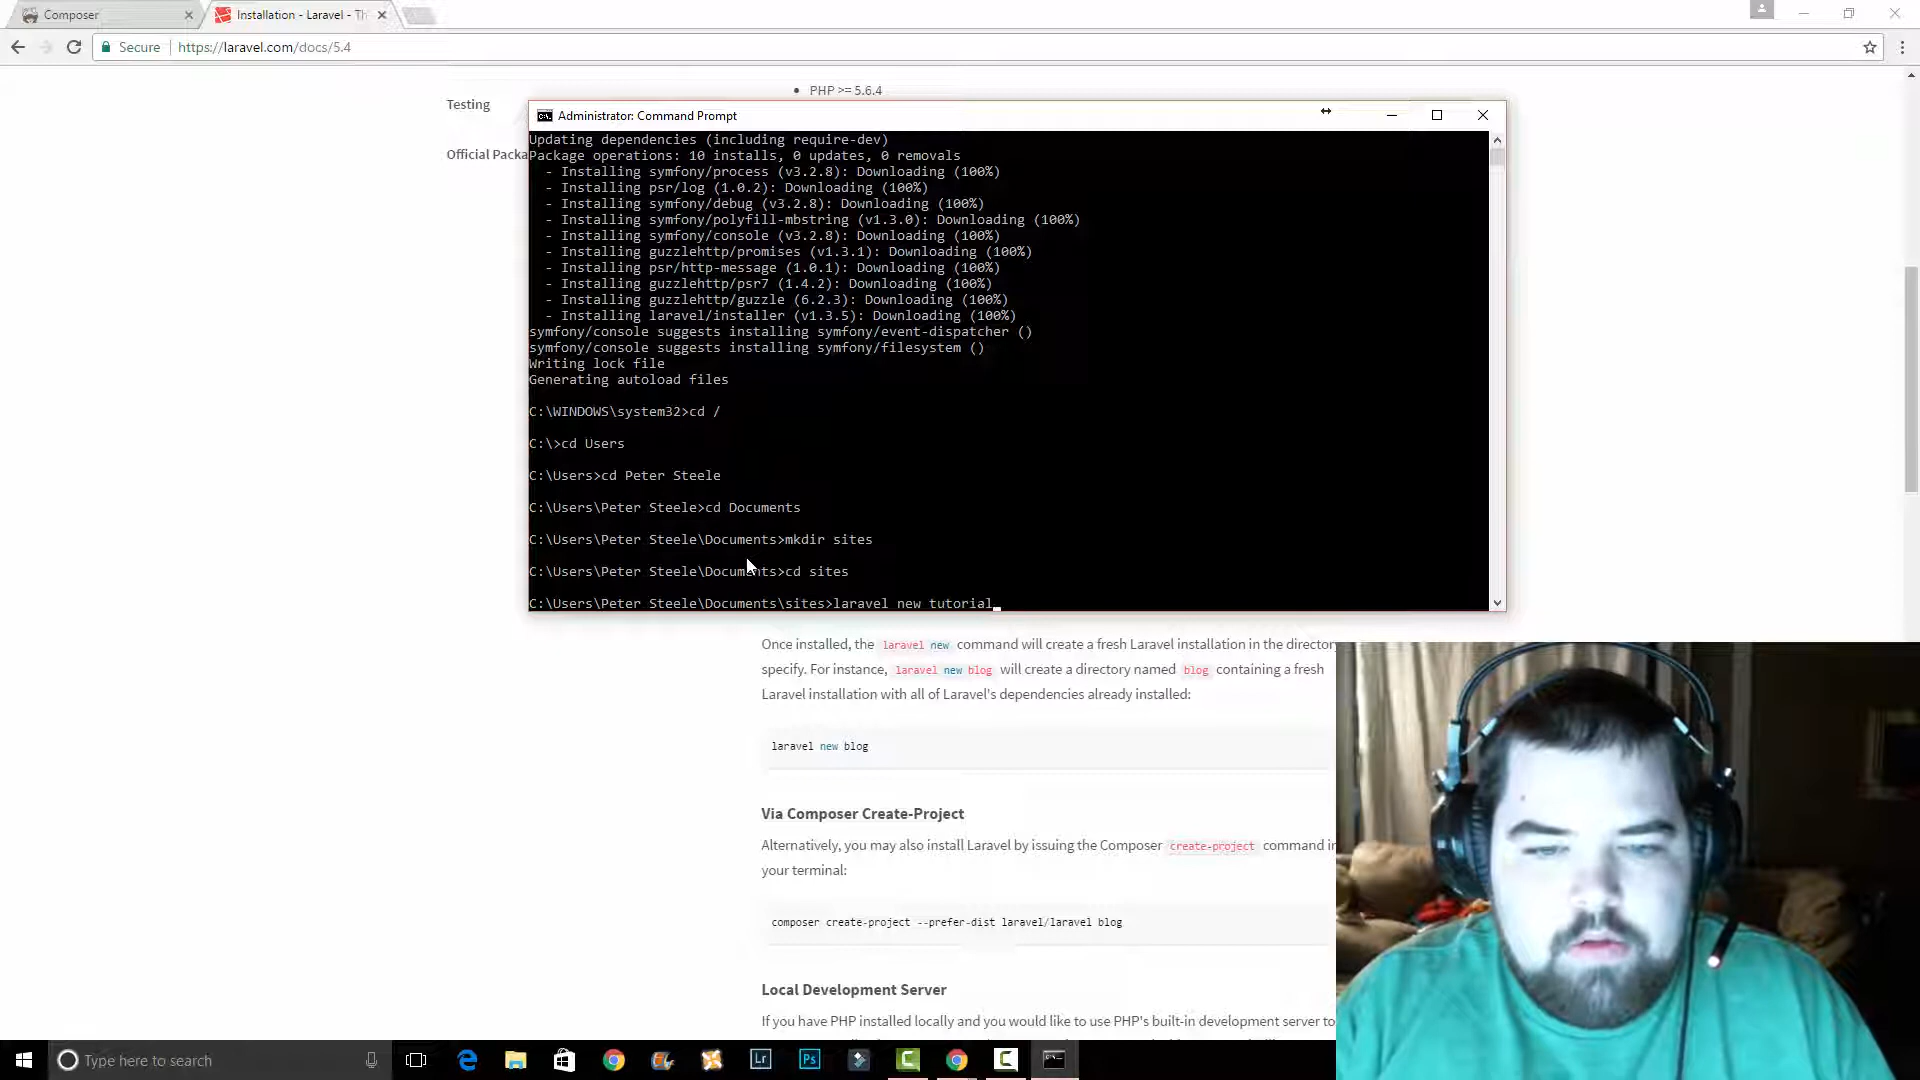 Composer
Installation - Laravel - Th
Secure
https://laravel.com/docs/5.4
Testing
Official Packa
PHP >= 5.6.4
Administrator: Command Prompt
Updating dependencies (including require-dev)
Package operations: 10 installs, 0 updates, 0 removals
- Installing symfony/process (v3.2.8): Downloading (100%)
- Installing psr/log (1.0.2): Downloading (100%)
- Installing symfony/debug (v3.2.8): Downloading (100%)
- Installing symfony/polyfill-mbstring (v1.3.0): Downloading (100%)
- Installing symfony/console (v3.2.8): Downloading (100%)
- Installing guzzlehttp/promises (v1.3.1): Downloading (100%)
- Installing psr/http-message (1.0.1): Downloading (100%)
- Installing guzzlehttp/psr7 (1.4.2): Downloading (100%)
- Installing guzzlehttp/guzzle (6.2.3): Downloading (100%)
- Installing laravel/installer (v1.3.5): Downloading (100%)
symfony/console suggests installing symfony/event-dispatcher ()
symfony/console suggests installing symfony/filesystem ()
Writing lock file
Generating autoload files
C:\WINDOWS\system32>cd /
C:\>cd Users
C:\Users>cd Peter Steele
C:\Users\Peter Steele>cd Documents
C:\Users\Peter Steele\Documents>mkdir sites
C:\Users\Peter Steele\Documents>cd sites
C:\Users\Peter Steele\Documents\sites>laravel new tutorial
Once installed, the laravel new command will create a fresh Laravel installation in the directory
specify. For instance, laravel new blog will create a directory named blog containing a fresh
Laravel installation with all of Laravel's dependencies already installed:
laravel new blog
Via Composer Create-Project
Alternatively, you may also install Laravel by issuing the Composer create-project command in
your terminal:
composer create-project --prefer-dist laravel/laravel blog
Local Development Server
If you have PHP installed locally and you would like to use PHP's built-in development server to
Type here to search
Lr
Ps